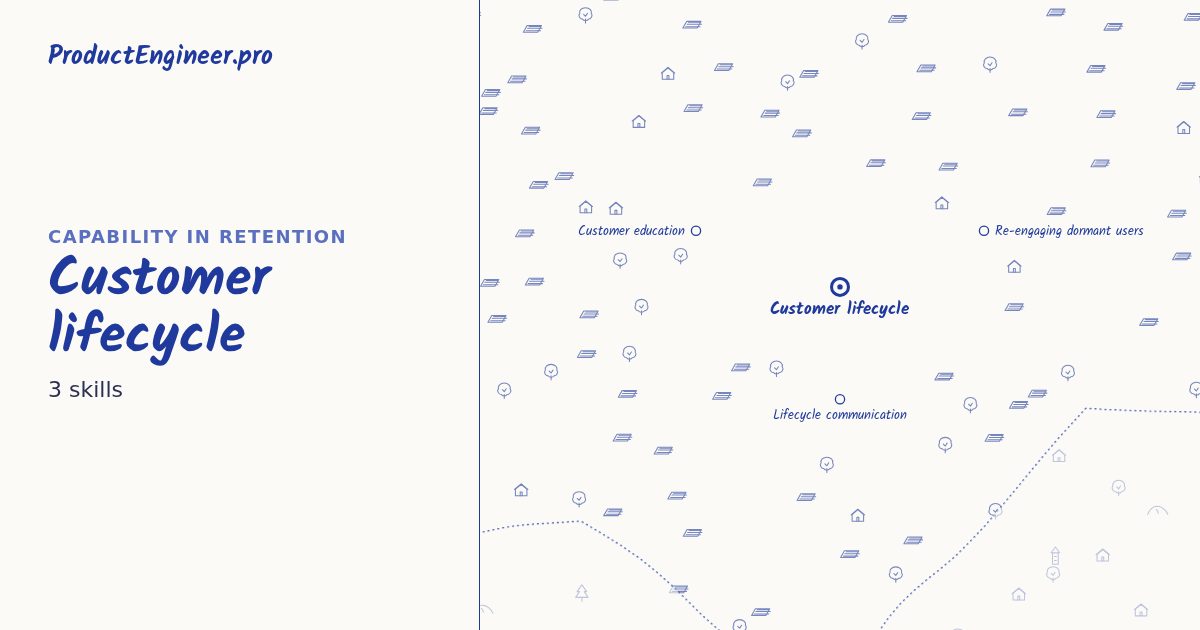 ProductEngineer.pro
CAPABILITY IN RETENTION
Customer
lifecycle
3 skills
Customer education
Re-engaging dormant users
Customer lifecycle
Lifecycle communication